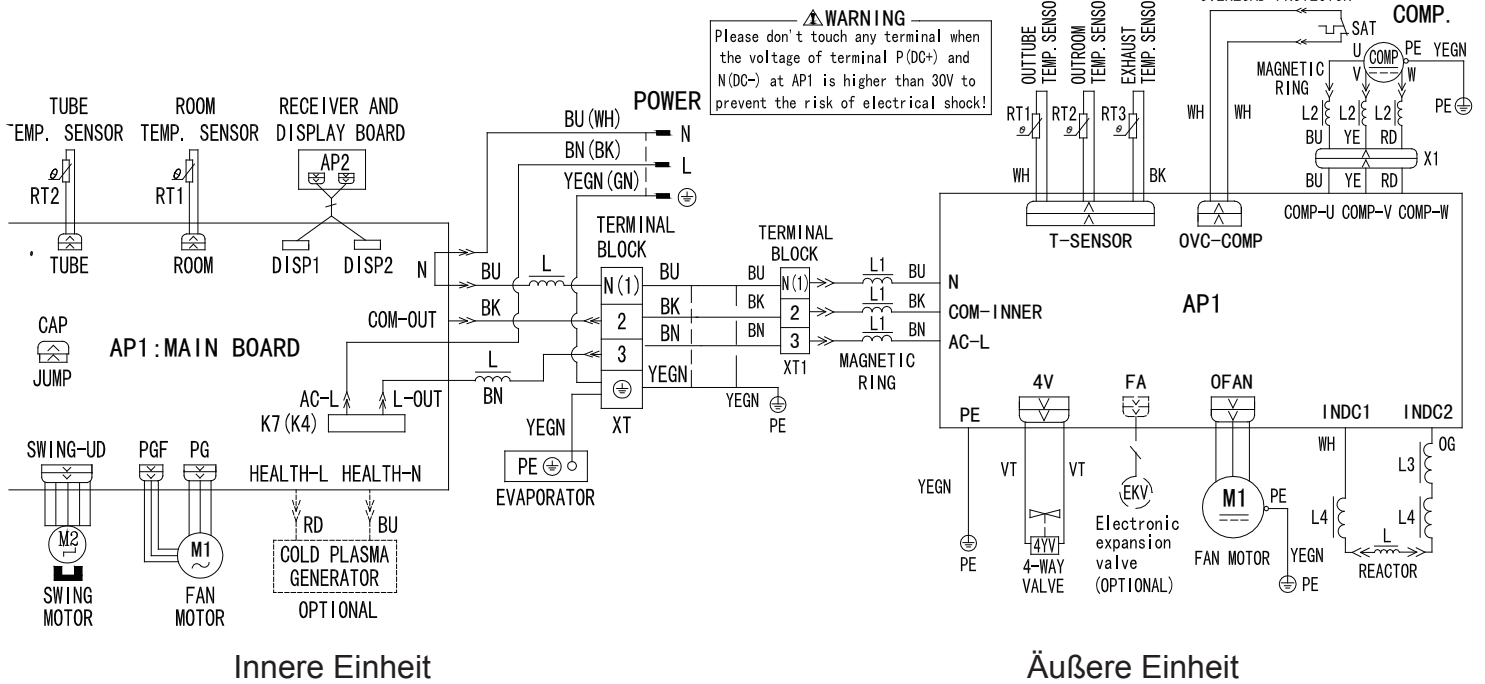 WARNING
Please don't touch any terminal when
the voltage of terminal P(DC+) and
N(DC-) at AP1 is higher than 30V to
prevent the risk of electrical shock!
POWER
BU(WH)
N
BN(BK)
L
YEGN(GN)
TUBE
TEMP. SENSOR
RT2
TUBE
ROOM
TEMP. SENSOR
RT1
ROOM
RECEIVER AND
DISPLAY BOARD
AP2
DISP1
DISP2
N
BU
L
COM-OUT
BK
CAP
JUMP
AP1:MAIN BOARD
AC-L
L-OUT
K7(K4)
L
BN
TERMINAL
BLOCK
N(1)
2
3
XT
BU
BK
BN
YEGN
YEGN
PE
EVAPORATOR
TERMINAL
BLOCK
BU
BK
BN
N(1)
2
3
XT1
YEGN
PE
L1
BU
L1
BK
L1
BN
MAGNETIC
RING
SWING-UD
M2
SWING
MOTOR
PGF
PG
M1
FAN
MOTOR
HEALTH-L
HEALTH-N
RD
BU
COLD PLASMA
GENERATOR
OPTIONAL
OUTTUBE
OUTROOM
EXHAUST
RT1
RT2
RT3
WH
BK
T-SENSOR
WH
WH
OVC-COMP
SAT
COMP.
COMP
U
V
W
PE
YEGN
PE
MAGNETIC
RING
L2
L2
L2
BU
YE
RD
X1
BU
YE
RD
COMP-U
COMP-V
COMP-W
N
COM-INNER
AC-L
AP1
PE
YEGN
PE
4V
VT
VT
4YV
4-WAY
VALVE
FA
EKV
Electronic
expansion
valve
(OPTIONAL)
OFAN
M1
PE
FAN MOTOR
YEGN
PE
INDC1
INDC2
WH
OG
L3
L4
L4
L
REACTOR
Innere Einheit
Äußere Einheit